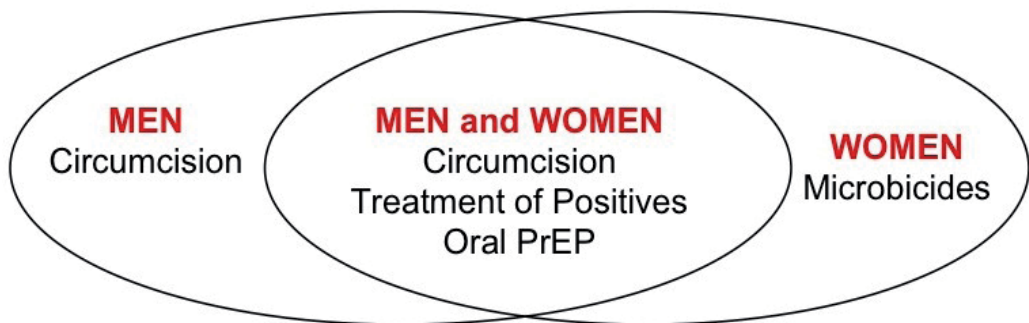 MEN
Circumcision
MEN and WOMEN
Circumcision
Treatment of Positives
Oral PrEP
WOMEN
Microbicides